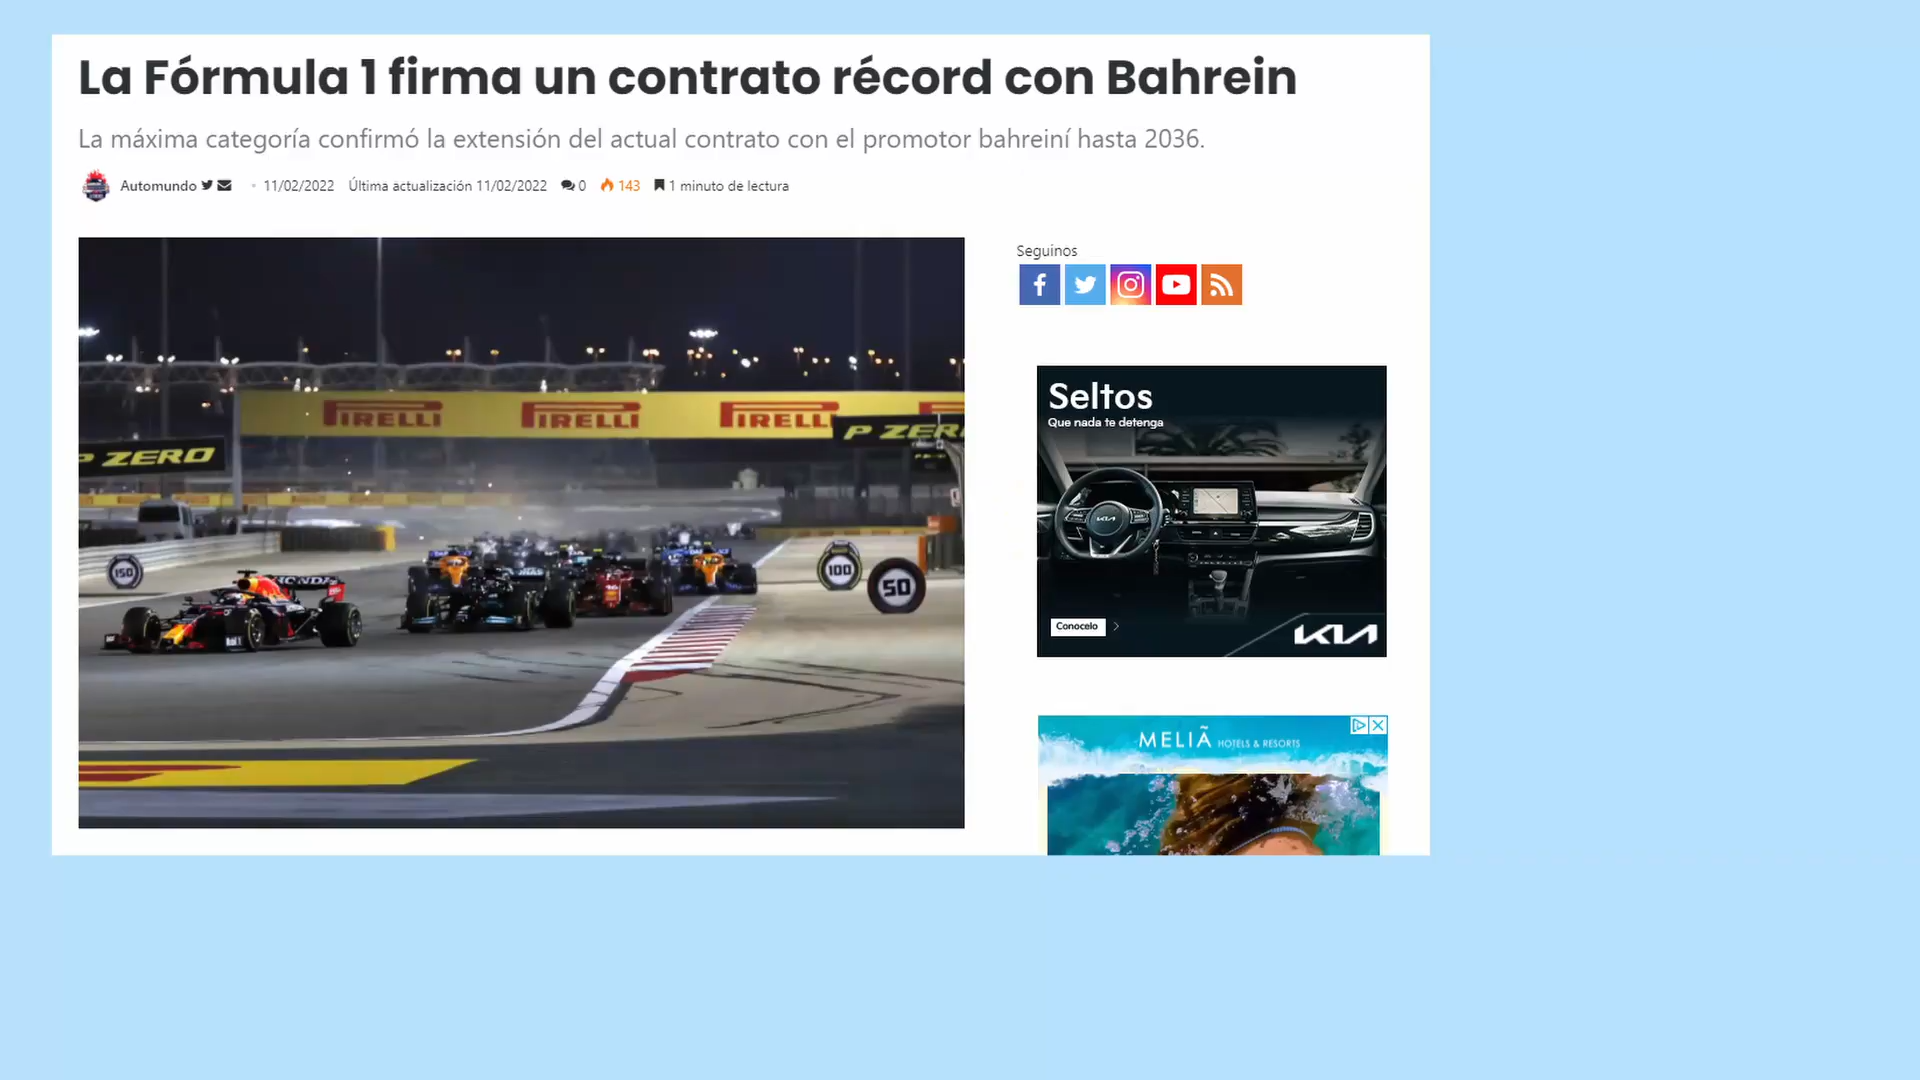 La Fórmula 1 firma un contrato récord con Bahrein
La máxima categoría confirmó la extensión del actual contrato con el promotor bahreiní hasta 2036.
Automundo 11/02/2022 Última actualización 11/02/2022 0 143 1 minuto de lectura
Seguinos
PIRELLI PIRELLI PIRELLI
P ZERO
P ZERO
150
100
50
HONDA
Seltos
Que nada te detenga
KIA
Conocelo
KIA
MELIÃ HOTELS & RESORTS